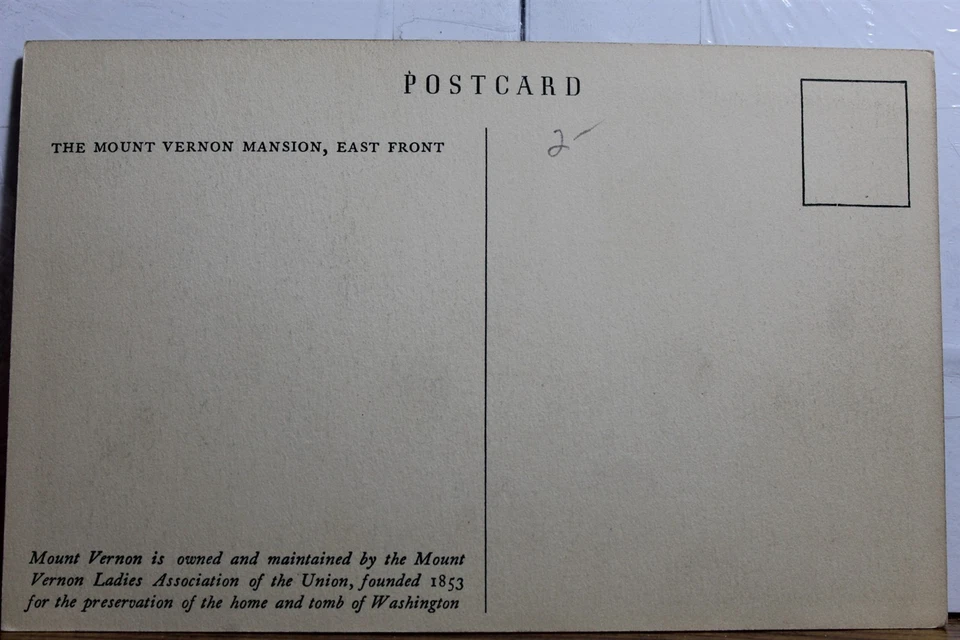 POSTCARD
THE MOUNT VERNON MANSION, EAST FRONT
2-
Mount Vernon is owned and maintained by the Mount
Vernon Ladies Association of the Union, founded 1853
for the preservation of the home and tomb of Washington